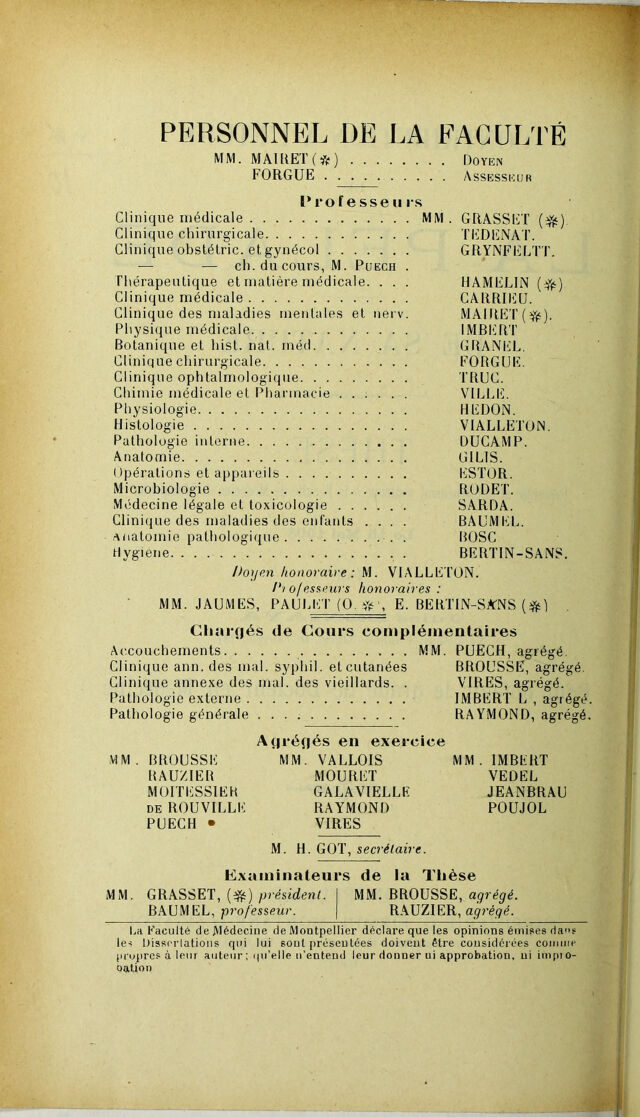 PERSONNEL DE LA FACULTÉ
MM. MAIRET (✻) . . . . . . . . DOYEN
FORGUE . . . . . . . . . . ASSESSEUR
Professeurs
Clinique médicale . . . . . . . . . . . . . MM. GRASSET (✻)
Clinique chirurgicale. . . . . . . . . . . . TEDENAT.
Clinique obstétric. et gynécol . . . . . . . GRYNFELTT.
— — ch. du cours, M. PUECH .
Thérapeutique et matière médicale. . . . HAMELIN (✻)
Clinique médicale . . . . . . . . . . . . . CARRIEU.
Clinique des maladies mentales et nerv. MAIRET (✻).
Physique médicale. . . . . . . . . . . . . IMBERT
Botanique et hist. nat. méd. . . . . . . . GRANEL.
Clinique chirurgicale. . . . . . . . . . . . FORGUE.
Clinique ophtalmologique. . . . . . . . . TRUC.
Chimie médicale et Pharmacie . . . . . . VILLE.
Physiologie. . . . . . . . . . . . . . . . . HEDON.
Histologie . . . . . . . . . . . . . . . . . VIALLETON.
Pathologie interne. . . . . . . . . . . . . DUCAMP.
Anatomie. . . . . . . . . . . . . . . . . . GILIS.
Opérations et appareils . . . . . . . . . . ESTOR.
Microbiologie . . . . . . . . . . . . . . . RODET.
Médecine légale et toxicologie . . . . . . SARDA.
Clinique des maladies des enfants . . . . BAUMEL.
Anatomie pathologique . . . . . . . . . . BOSC
Hygiène. . . . . . . . . . . . . . . . . . . BERTIN-SANS.
Doyen honoraire : M. VIALLETON.
Professeurs honoraires :
MM. JAUMES, PAULET (O. ✻ , E. BERTIN-SANS (✻)
Chargés de Cours complémentaires
Accouchements. . . . . . . . . . . . . . . MM. PUECH, agrégé
Clinique ann. des mal. syphil. et cutanées BROUSSE, agrégé.
Clinique annexe des mal. des vieillards. . VIRES, agrégé.
Pathologie externe . . . . . . . . . . . . . IMBERT L , agrégé.
Pathologie générale . . . . . . . . . . . . RAYMOND, agrégé.
Agrégés en exercice
MM. BROUSSE MM. VALLOIS MM. IMBERT
RAUZIER MOURET VEDEL
MOITESSIER GALAVIELLE JEANBRAU
DE ROUVILLE RAYMOND POUJOL
PUECH VIRES
M. H. GOT, secrétaire.
Examinateurs de la Thèse
MM. GRASSET, (✻) président. MM. BROUSSE, agrégé.
BAUMEL, professeur. RAUZIER, agrégé.
La Faculté de Médecine de Montpellier déclare que les opinions émises dans
les Dissertations qui lui sont présentées doivent être considérées comme
propres à leur auteur ; qu'elle n'entend leur donner ni approbation, ni impro-
bation